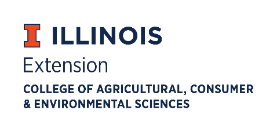 I ILLINOIS
Extension
COLLEGE OF AGRICULTURAL, CONSUMER
& ENVIRONMENTAL SCIENCES